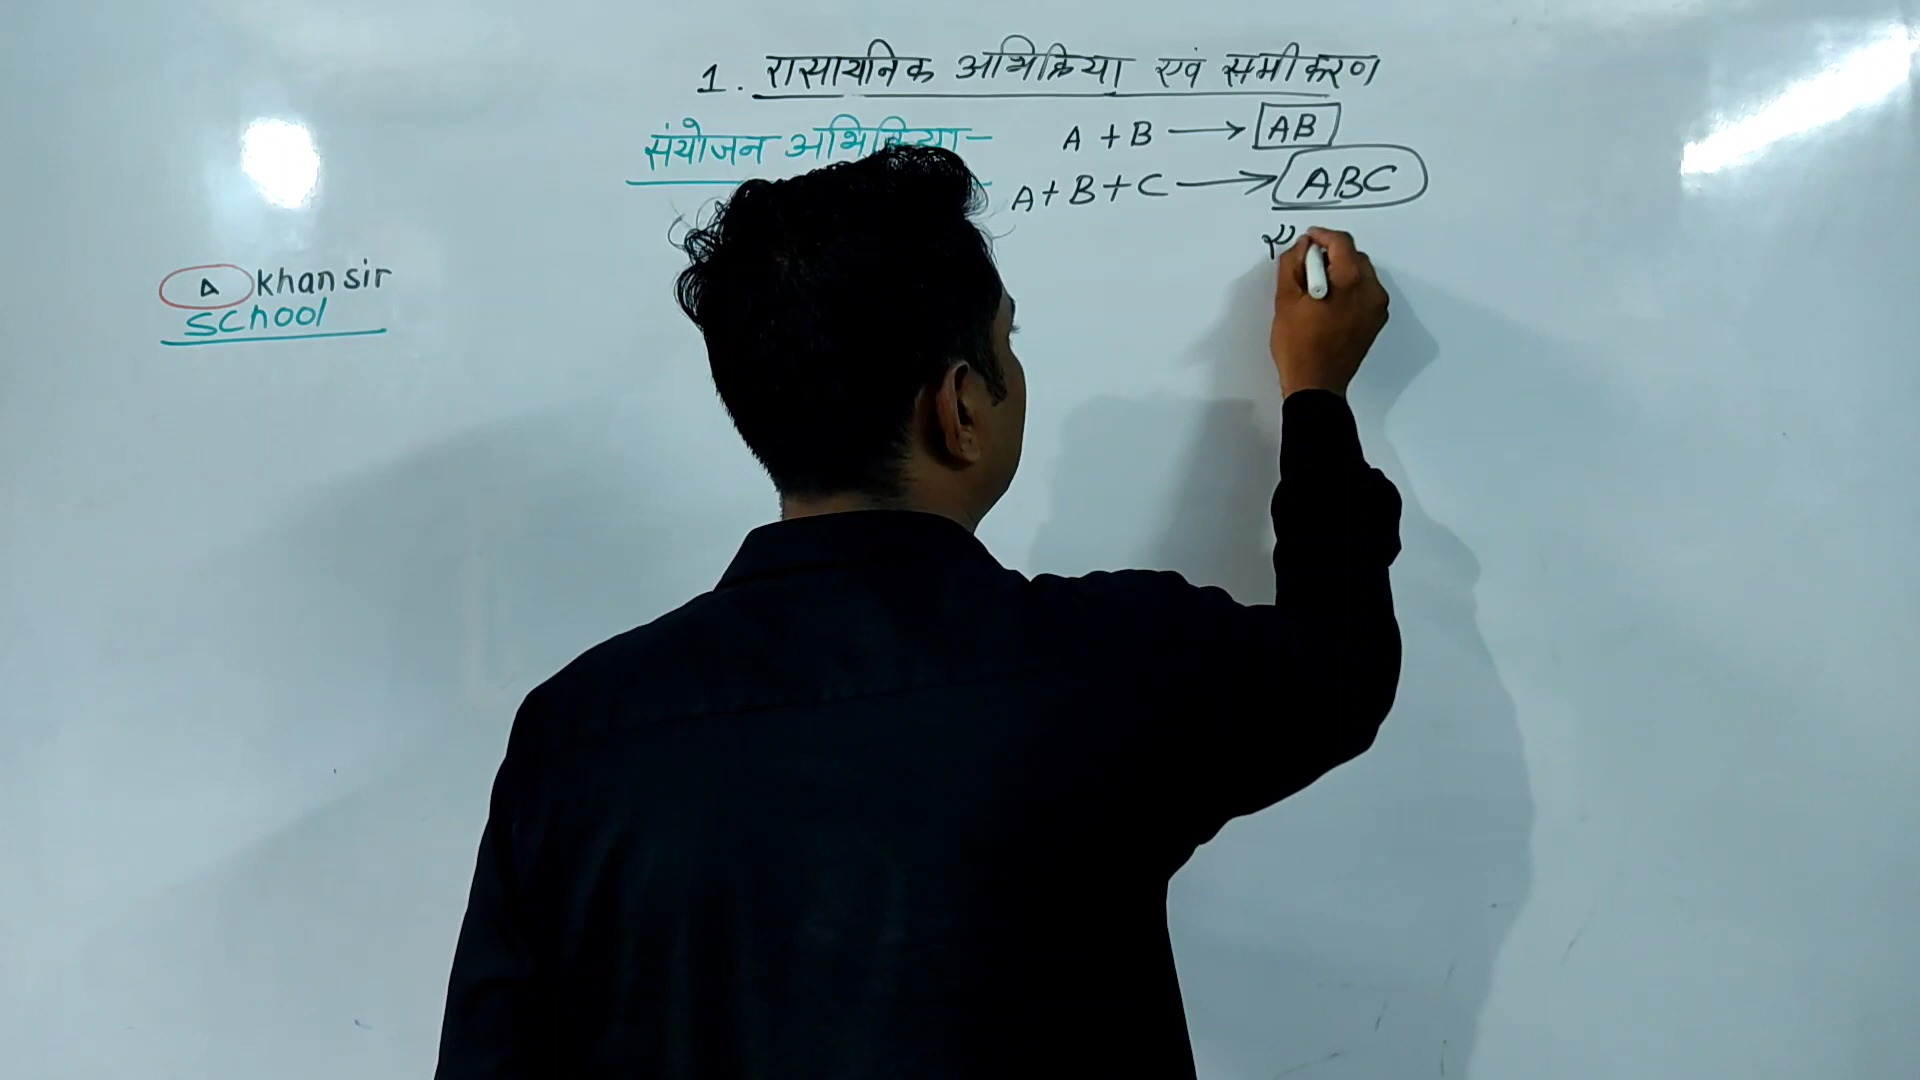 1. रासायनिक अभिक्रिया एवं समीकरण
संयोजन अभिक्रिया - A + B ⟶ AB
A + B + C ⟶ ABC
A khan sir
School